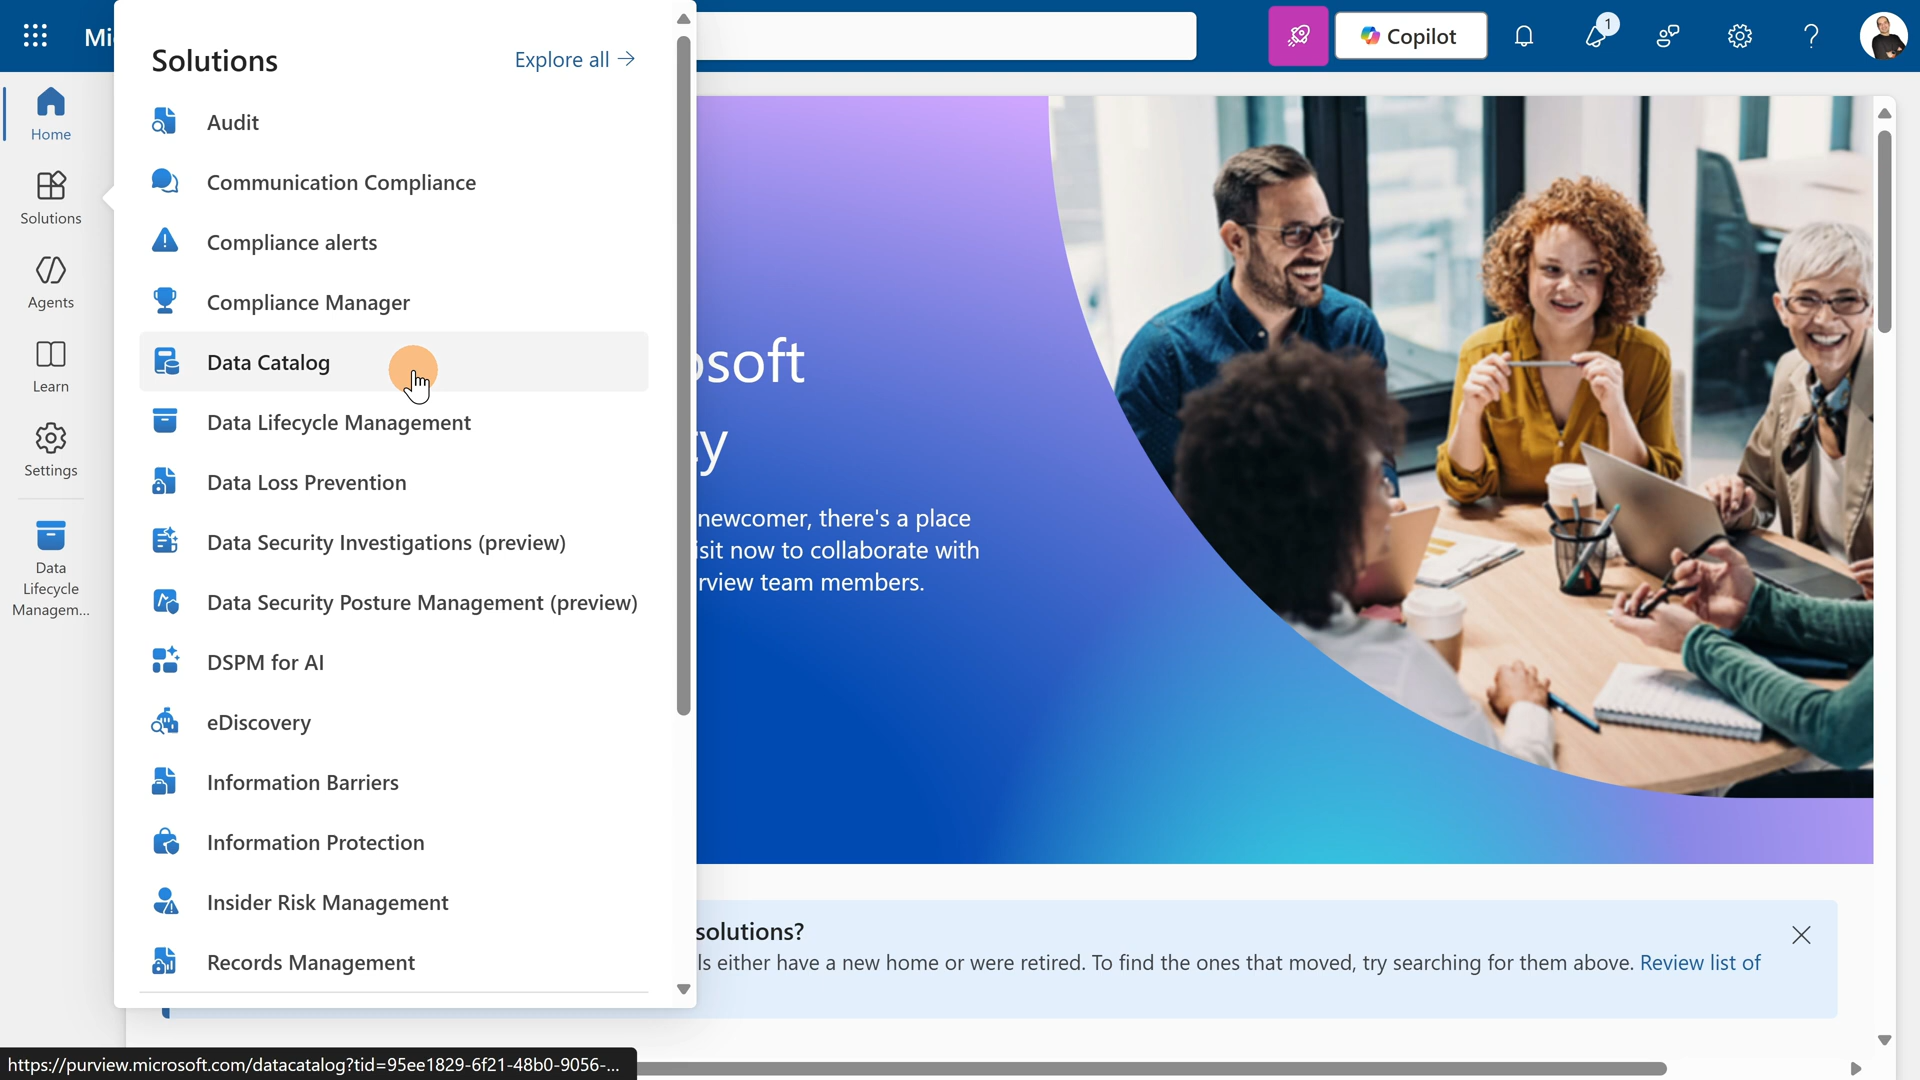 Mi
Copilot
1
Home
Solutions
Agents
Learn
Settings
Data
Lifecycle
Managem...
Solutions
Explore all →
Audit
Communication Compliance
Compliance alerts
Compliance Manager
Data Catalog
Data Lifecycle Management
Data Loss Prevention
Data Security Investigations (preview)
Data Security Posture Management (preview)
DSPM for AI
eDiscovery
Information Barriers
Information Protection
Insider Risk Management
Records Management
osoft
ty
newcomer, there's a place
isit now to collaborate with
rview team members.
solutions?
ls either have a new home or were retired. To find the ones that moved, try searching for them above. Review list of
https://purview.microsoft.com/datacatalog?tid=95ee1829-6f21-48b0-9056-...